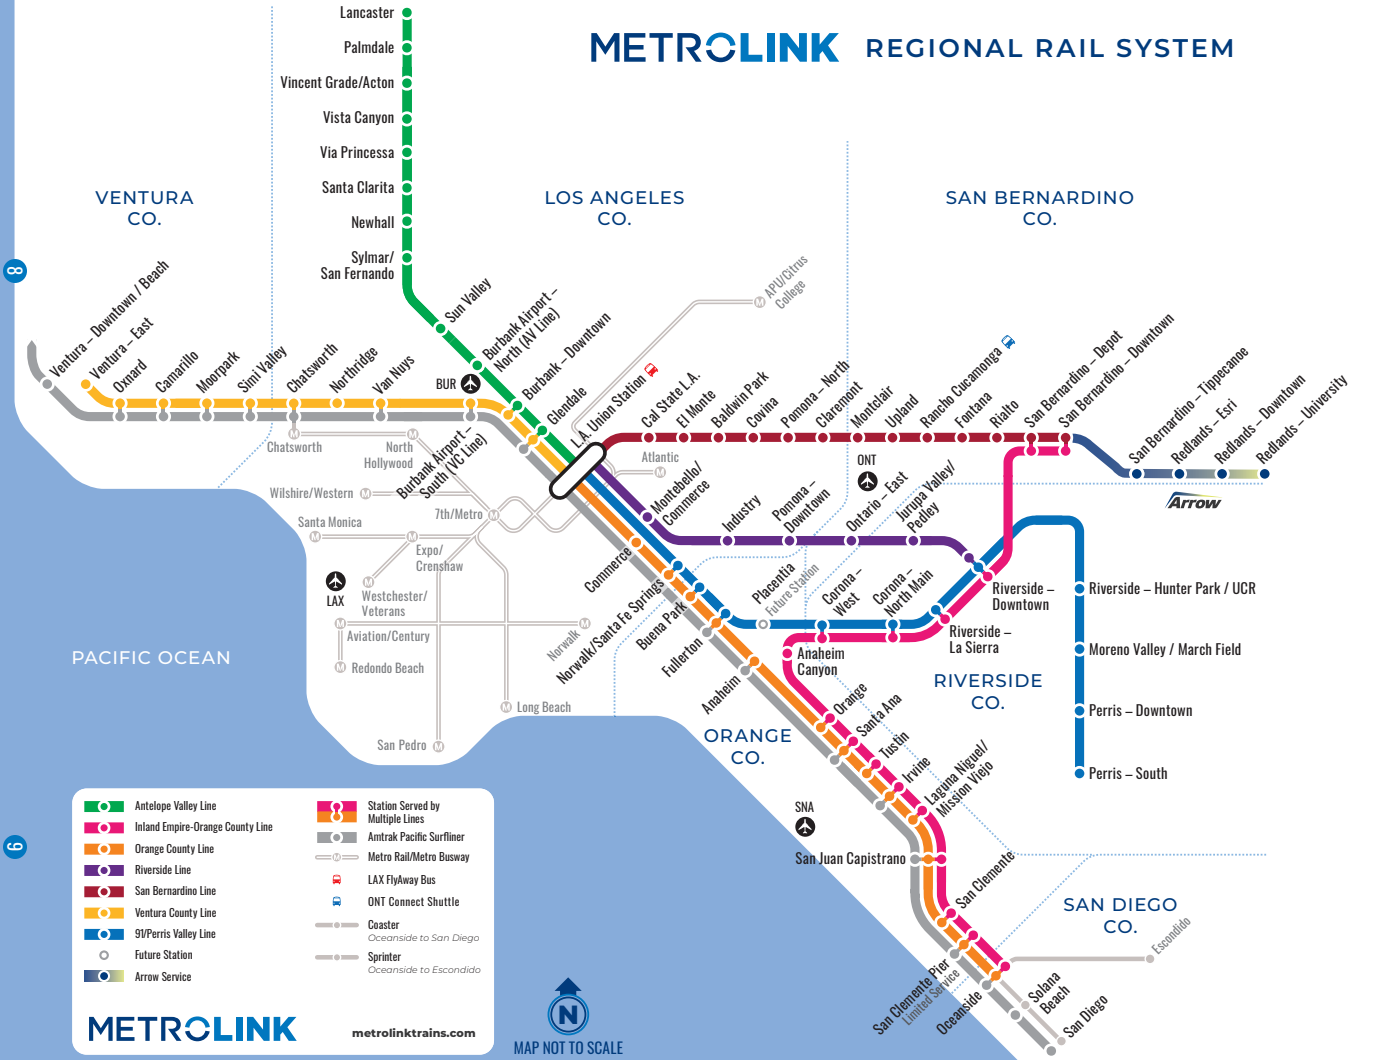 METROLINK REGIONAL RAIL SYSTEM
Lancaster
Palmdale
Vincent Grade/Acton
Vista Canyon
Via Princessa
Santa Clarita
Newhall
Sylmar/
San Fernando
VENTURA
CO.
LOS ANGELES
CO.
SAN BERNARDINO
CO.
8
9
Sun Valley
Burbank Airport –
North (AV Line)
Burbank – Downtown
Glendale
L.A. Union Station
Ventura – Downtown / Beach
Ventura – East
Oxnard
Camarillo
Moorpark
Simi Valley
Chatsworth
Northridge
Van Nuys
BUR
Burbank Airport –
South (VC Line)
M
Chatsworth
M
North
Hollywood
M
Wilshire/Western
M
7th/Metro
M
Santa Monica
M
Expo/
Crenshaw
M
Westchester/
Veterans
LAX
M
Aviation/Century
M
Redondo Beach
M
Norwalk
M
Long Beach
M
San Pedro
M
Atlantic
M
APU/Citrus
College
Cal State L.A.
El Monte
Baldwin Park
Covina
Pomona – North
Claremont
Montclair
Upland
Rancho Cucamonga
Fontana
Rialto
San Bernardino – Depot
San Bernardino – Downtown
San Bernardino – Tippecanoe
Redlands – Esri
Redlands – Downtown
Redlands – University
Arrow
ONT
Montebello/
Commerce
Industry
Pomona –
Downtown
Ontario – East
Jurupa Valley/
Pedley
Riverside –
Downtown
Riverside –
La Sierra
Riverside – Hunter Park / UCR
Moreno Valley / March Field
Perris – Downtown
Perris – South
Commerce
Norwalk/Santa Fe Springs
Buena Park
Fullerton
Anaheim
Placentia
Future Station
Corona –
West
Corona –
North Main
Anaheim
Canyon
Orange
Santa Ana
Tustin
Irvine
Laguna Niguel/
Mission Viejo
San Juan Capistrano
San Clemente
San Clemente Pier
Limited Service
Oceanside
Solana
Beach
San Diego
Escondido
SNA
PACIFIC OCEAN
ORANGE
CO.
RIVERSIDE
CO.
SAN DIEGO
CO.
Antelope Valley Line
Inland Empire-Orange County Line
Orange County Line
Riverside Line
San Bernardino Line
Ventura County Line
91/Perris Valley Line
Future Station
Arrow Service
Station Served by
Multiple Lines
Amtrak Pacific Surfliner
M
Metro Rail/Metro Busway
LAX FlyAway Bus
ONT Connect Shuttle
Coaster
Oceanside to San Diego
Sprinter
Oceanside to Escondido
METROLINK
metrolinktrains.com
N
MAP NOT TO SCALE